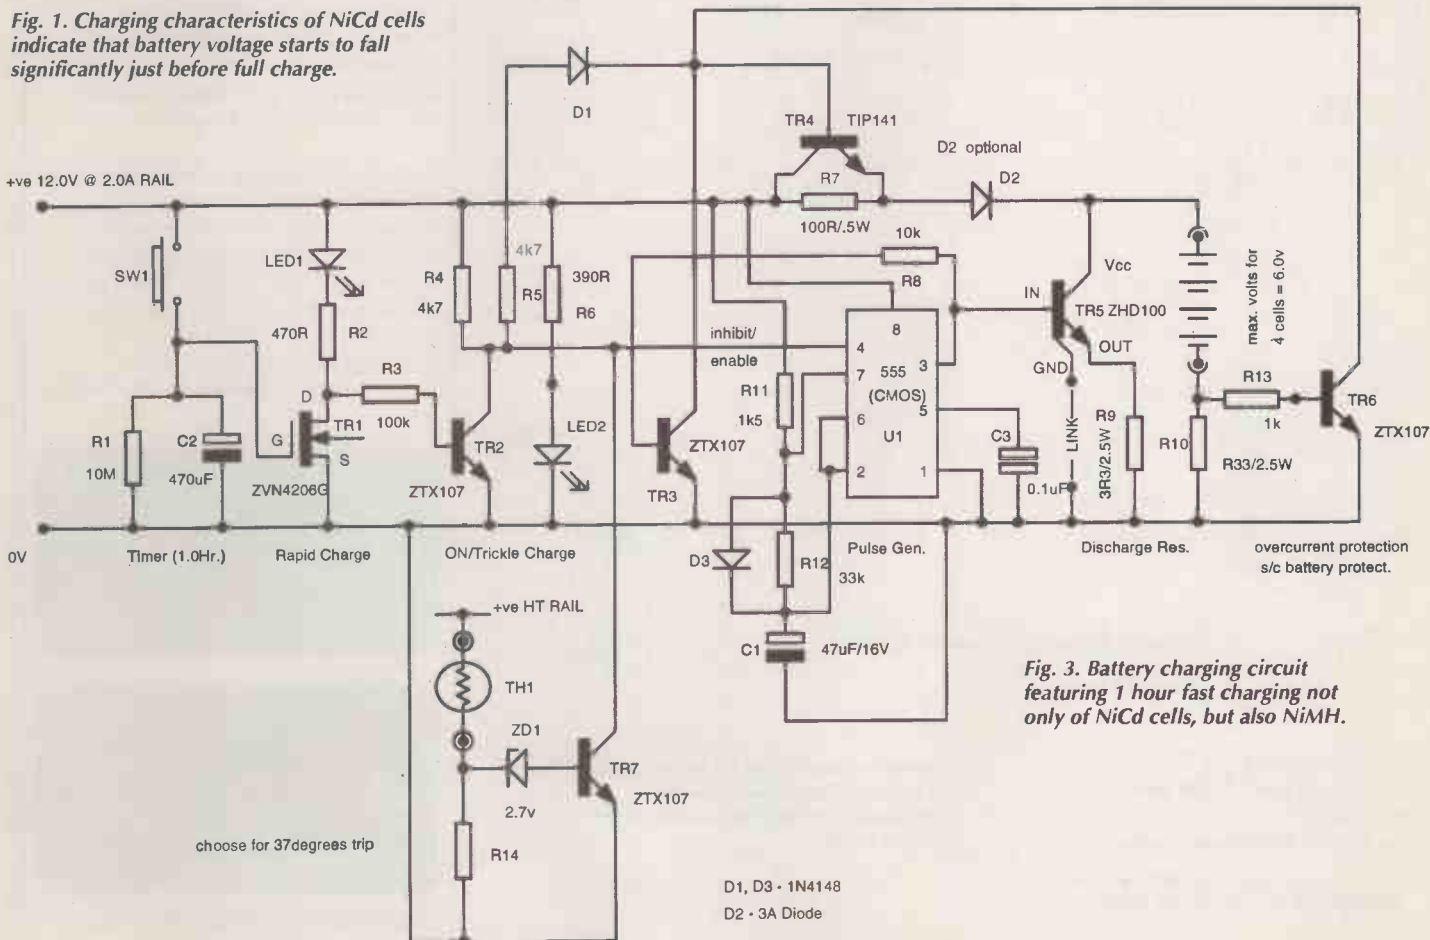 Fig. 1. Charging characteristics of NiCd cells
indicate that battery voltage starts to fall
significantly just before full charge.
D1
TR4
TIP141
D2 optional
+ve 12.0V @ 2.0A RAIL
R7
D2
100R/.5W
SW1
LED1
4k7
10k
R4
4k7
R5
390R
R6
R8
Vcc
IN
TR5 ZHD100
max. volts for
4 cells = 6.0v
470R
R2
inhibit/
enable
8
4
7
3
555
(CMOS)
6
5
U1
2
1
OUT
GND
R3
D
100k
R11
1k5
R13
1k
TR6
ZTX107
R1
10M
C2
470uF
G
TR1
S
ZVN4206G
TR2
ZTX107
LED2
TR3
ZTX107
C3
0.1uF
LINK
R9
3R3/2.5W
R10
R33/2.5W
0V
Timer (1.0Hr.)
Rapid Charge
ON/Trickle Charge
D3
R12
33k
Pulse Gen.
Discharge Res.
overcurrent protection
s/c battery protect.
+ve HT RAIL
TH1
C1
47uF/16V
Fig. 3. Battery charging circuit
featuring 1 hour fast charging not
only of NiCd cells, but also NiMH.
ZD1
TR7
ZTX107
2.7v
choose for 37degrees trip
R14
D1, D3 - 1N4148
D2 - 3A Diode